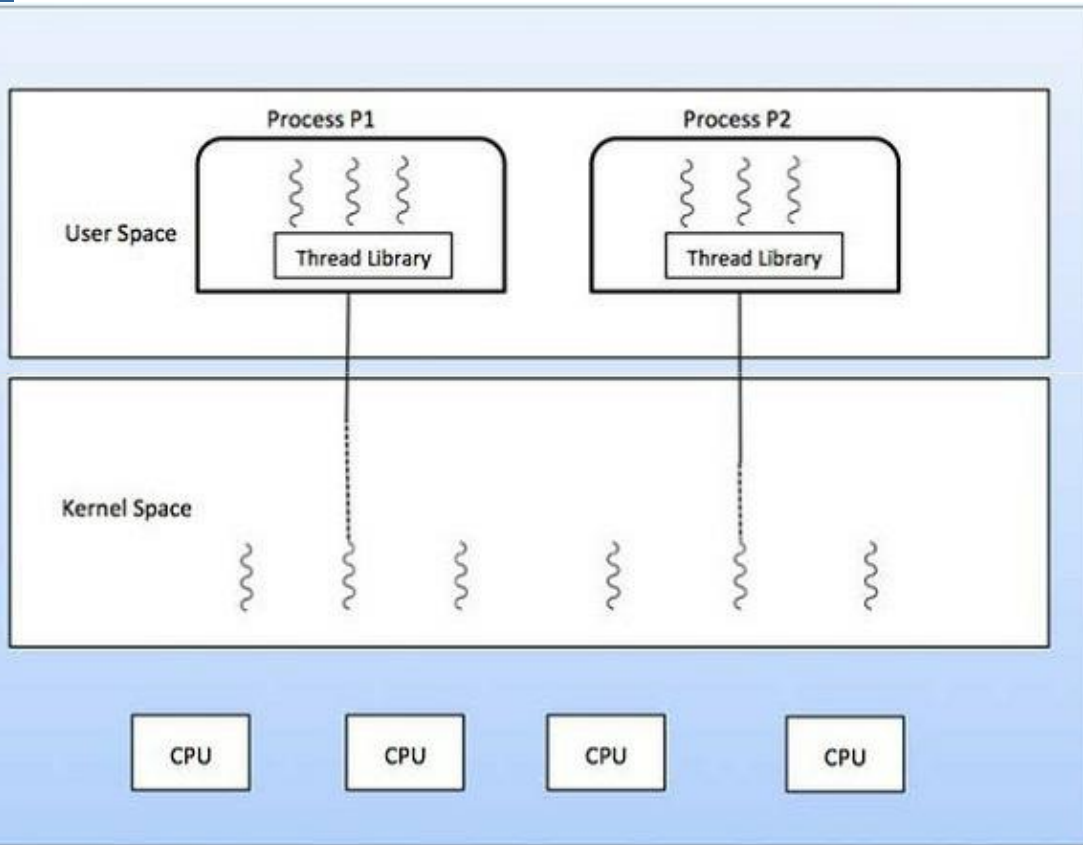 Process P1
Process P2
User Space
Thread Library
Thread Library
Kernel Space
CPU
CPU
CPU
CPU